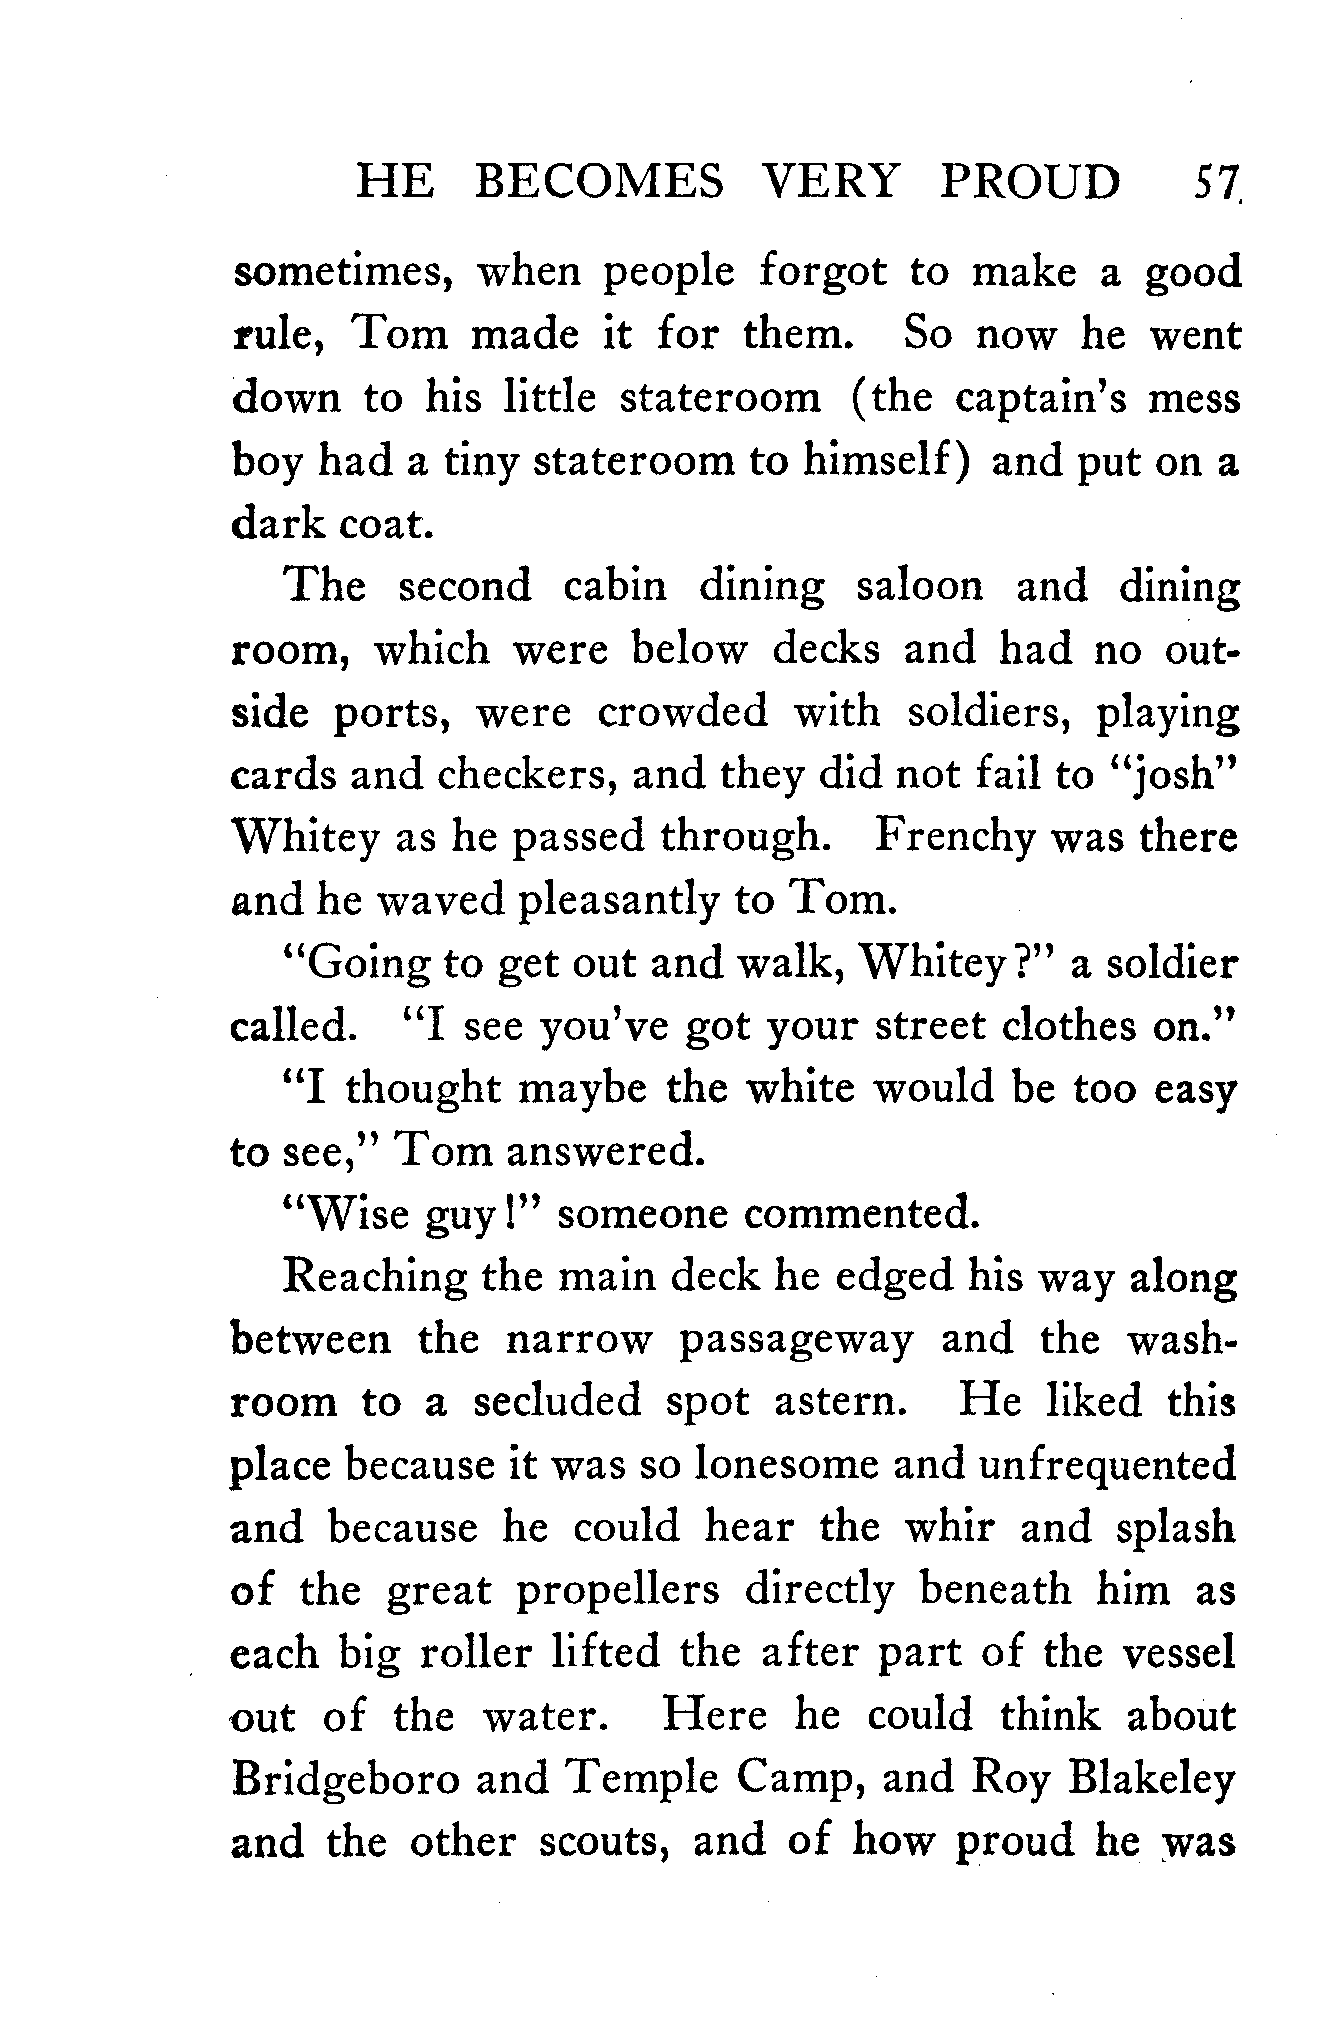 HE BECOMES VERY PROUD 57
sometimes, when people forgot to make a good
rule, Tom made it for them. So now he went
down to his little stateroom (the captain's mess
boy had a tiny stateroom to himself) and put on a
dark coat.
The second cabin dining saloon and dining
room, which were below decks and had no out-
side ports, were crowded with soldiers, playing
cards and checkers, and they did not fail to "josh"
Whitey as he passed through. Frenchy was there
and he waved pleasantly to Tom.
"Going to get out and walk, Whitey?" a soldier
called. "I see you've got your street clothes on."
"I thought maybe the white would be too easy
to see," Tom answered.
"Wise guy!" someone commented.
Reaching the main deck he edged his way along
between the narrow passageway and the wash-
room to a secluded spot astern. He liked this
place because it was so lonesome and unfrequented
and because he could hear the whir and splash
of the great propellers directly beneath him as
each big roller lifted the after part of the vessel
out of the water. Here he could think about
Bridgeboro and Temple Camp, and Roy Blakeley
and the other scouts, and of how proud he was